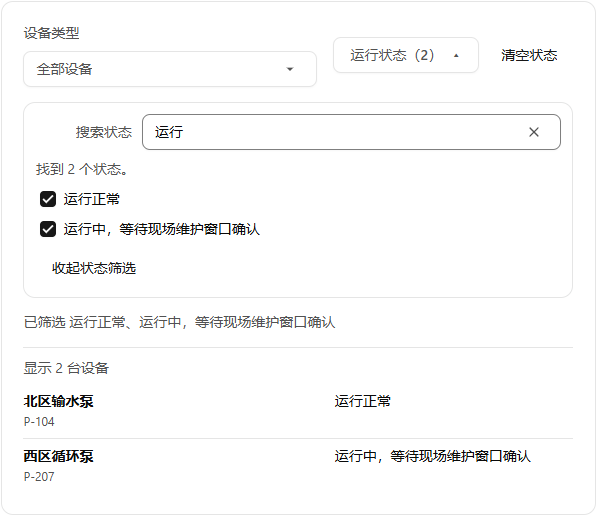 设备类型
全部设备
运行状态（2）
清空状态
搜索状态
运行
找到 2 个状态。
运行正常
运行中，等待现场维护窗口确认
收起状态筛选
已筛选 运行正常、运行中，等待现场维护窗口确认
显示 2 台设备
北区输水泵
运行正常
P-104
西区循环泵
运行中，等待现场维护窗口确认
P-207